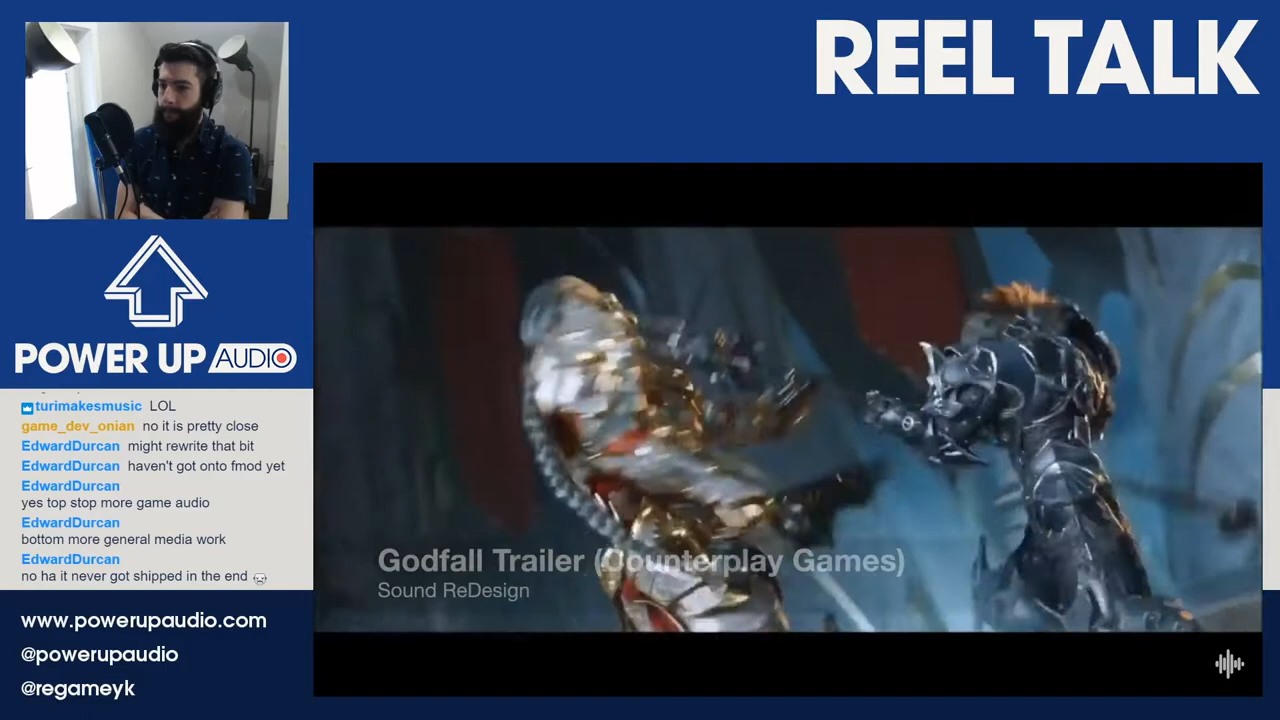 REEL TALK
POWER UP AUDIO
turimakesmusic LOL
game_dev_onian no it is pretty close
EdwardDurcan might rewrite that bit
EdwardDurcan haven't got onto fmod yet
EdwardDurcan
yes top stop more game audio
EdwardDurcan
bottom more general media work
EdwardDurcan
no ha it never got shipped in the end
www.powerupaudio.com
@powerupaudio
@regameyk
Godfall Trailer (Counterplay Games)
Sound ReDesign